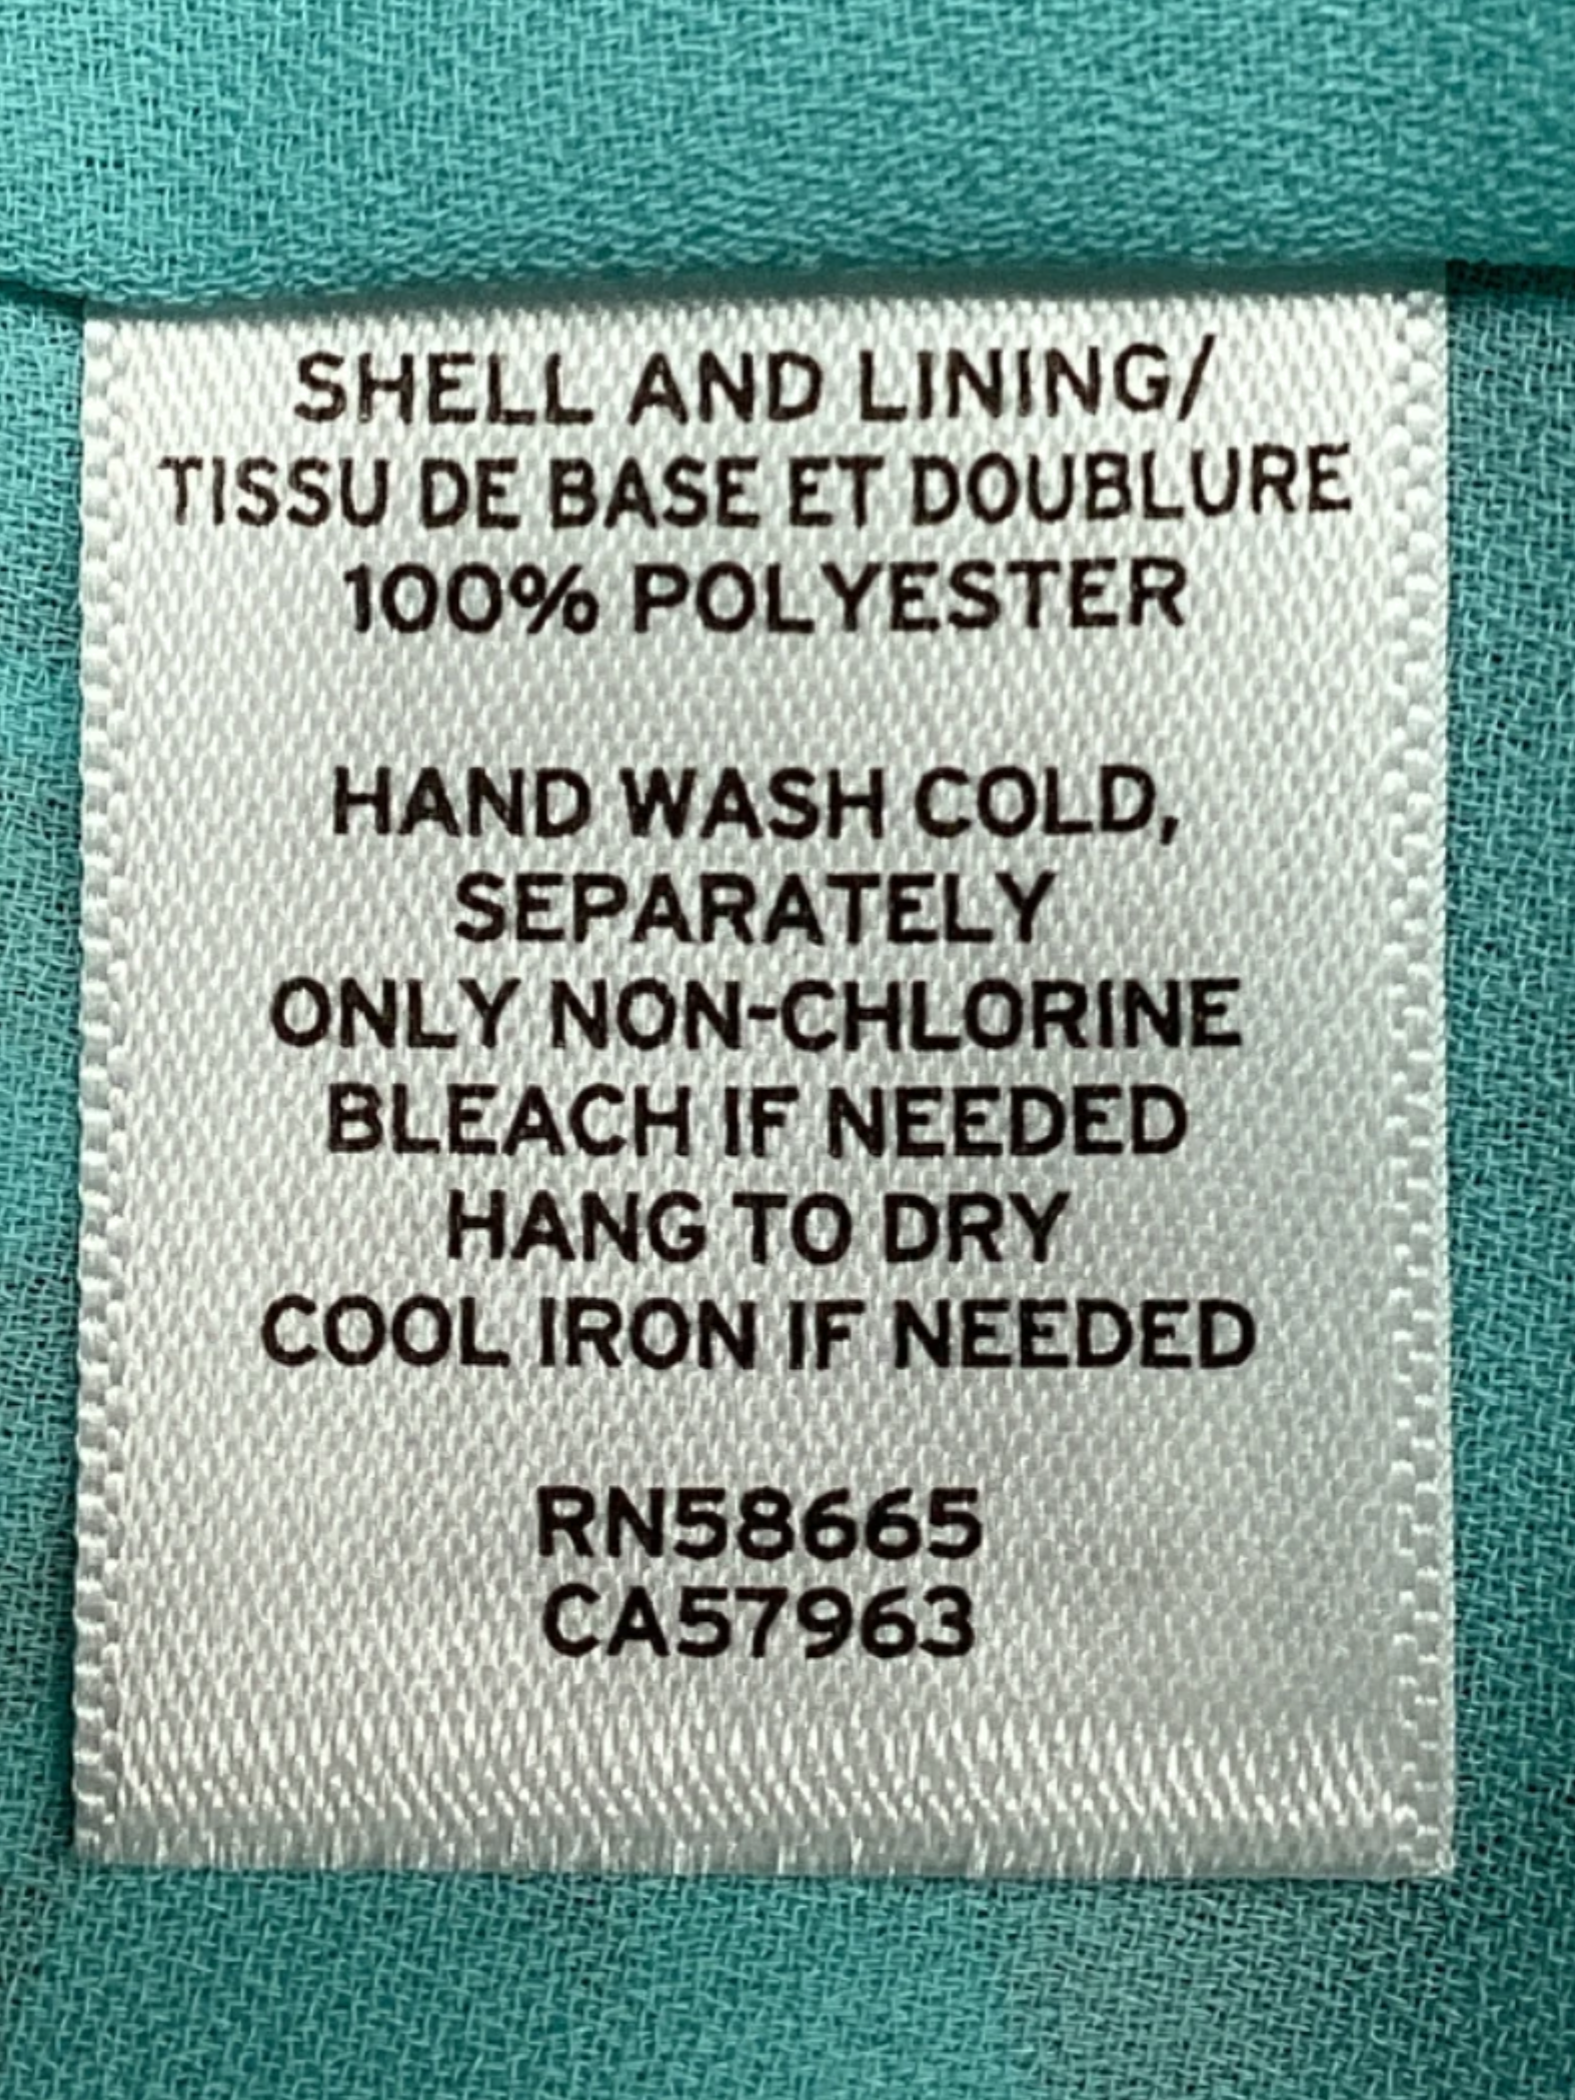 SHELL AND LINING/
TISSU DE BASE ET DOUBLURE
100% POLYESTER
HAND WASH COLD,
SEPARATELY
ONLY NON-CHLORINE
BLEACH IF NEEDED
HANG TO DRY
COOL IRON IF NEEDED
RN58665
CA57963